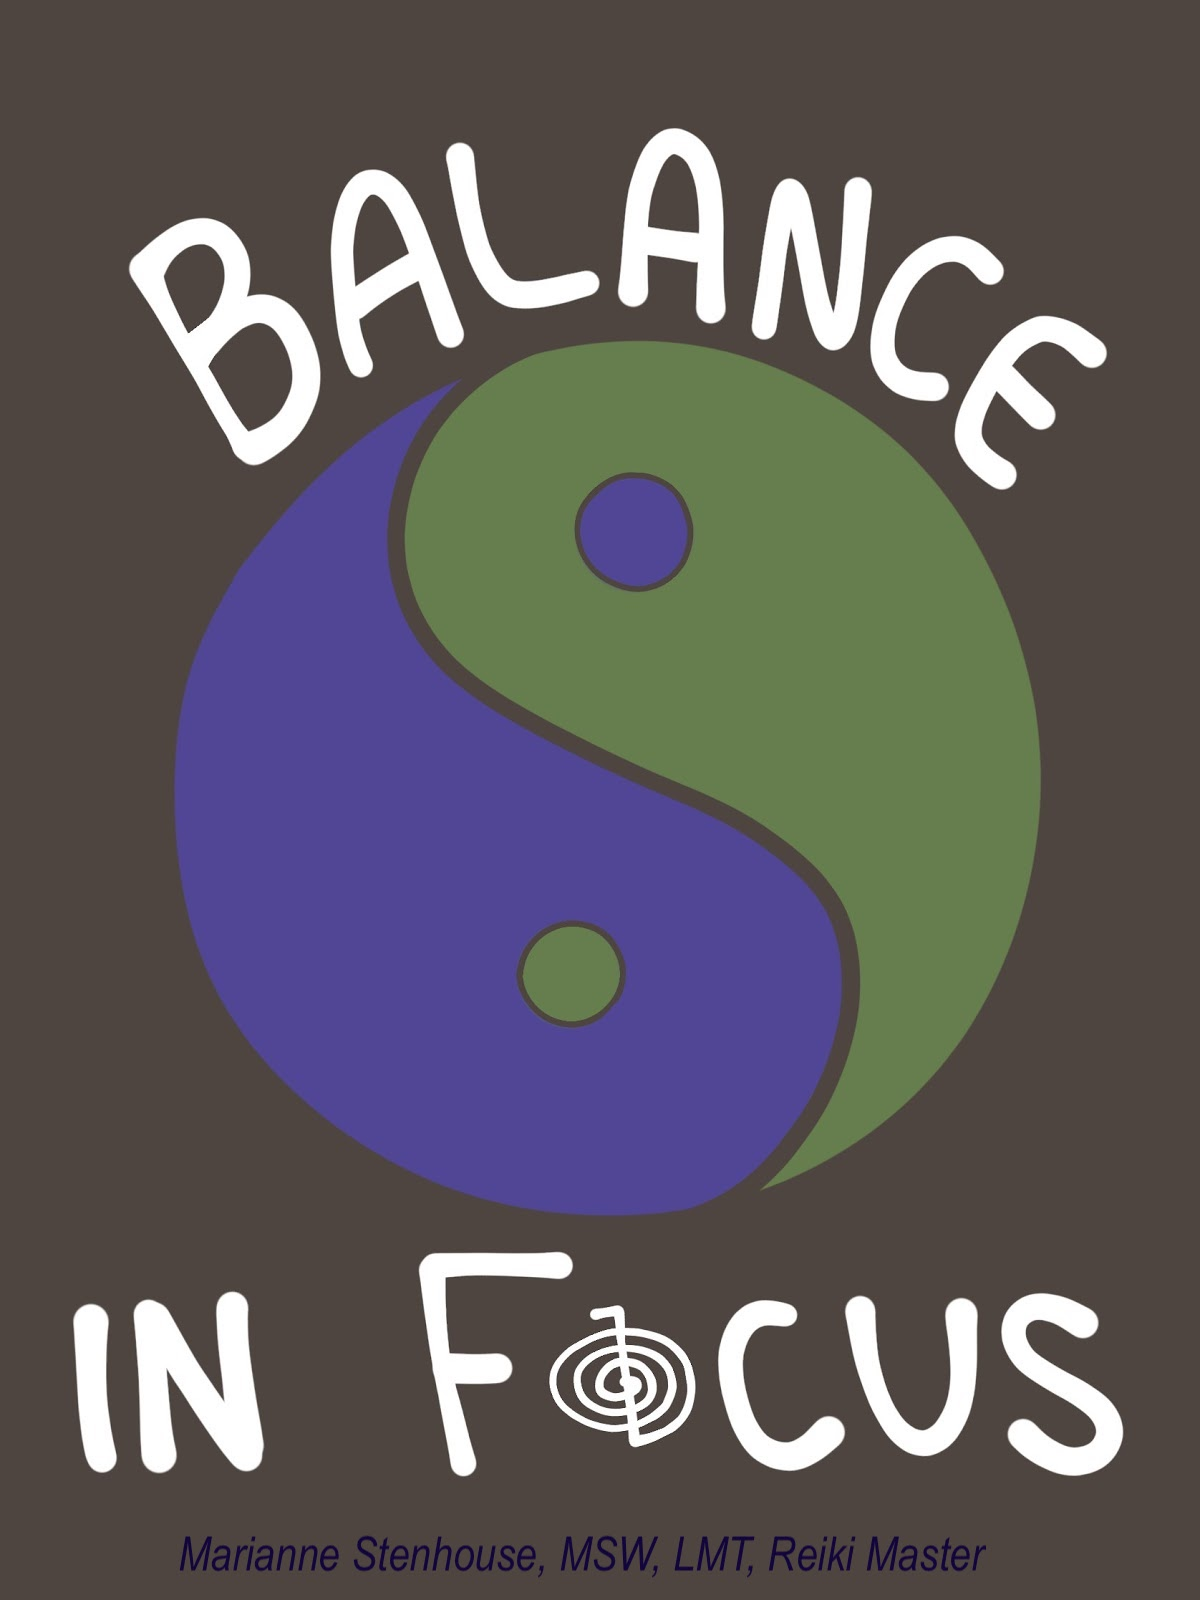 BALANCE
IN FOCUS
Marianne Stenhouse, MSW, LMT, Reiki Master